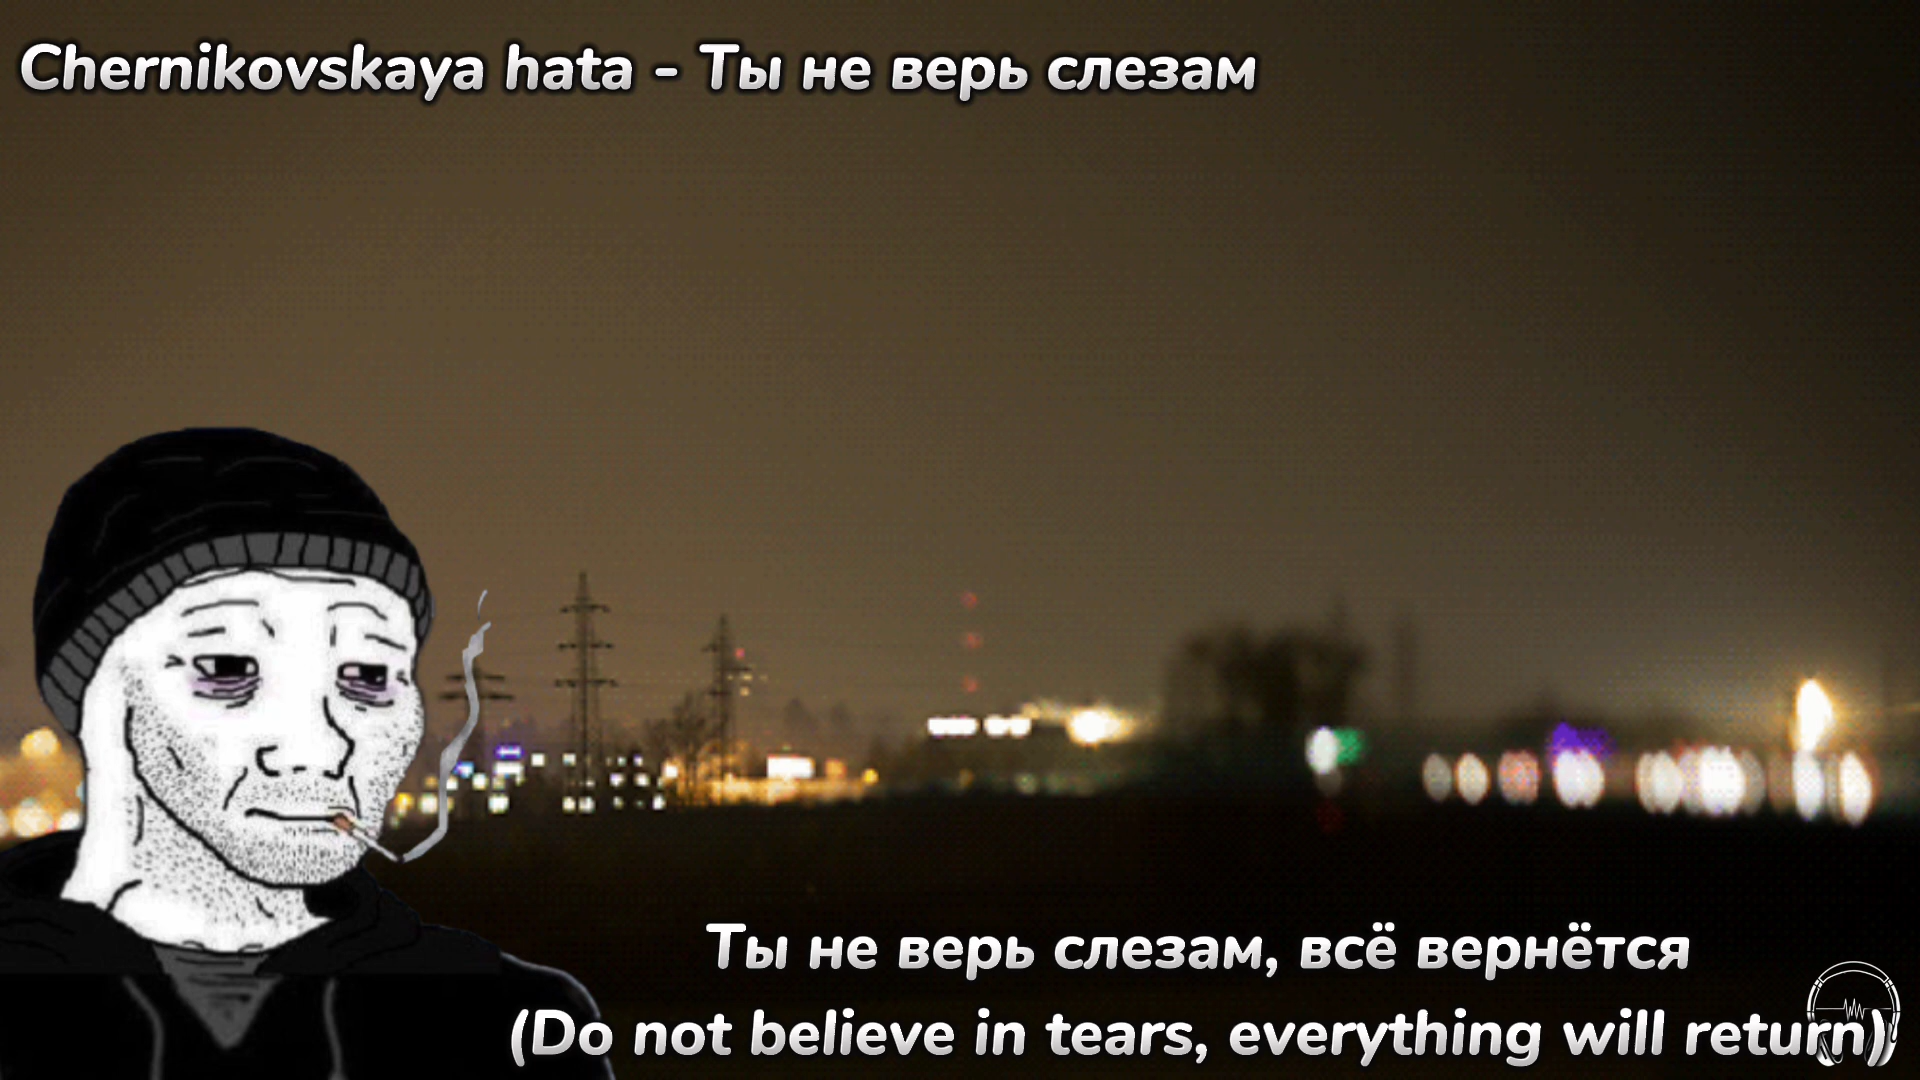 Chernikovskaya hata - Ты не верь слезам
Ты не верь слезам, всё вернётся
(Do not believe in tears, everything will return)